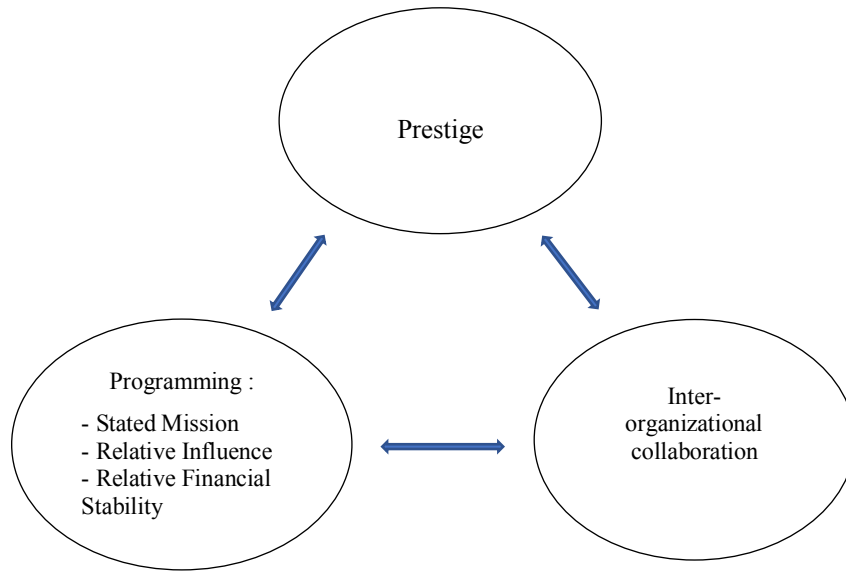 Prestige
Programming :
- Stated Mission
- Relative Influence
- Relative Financial
Stability
Inter-
organizational
collaboration